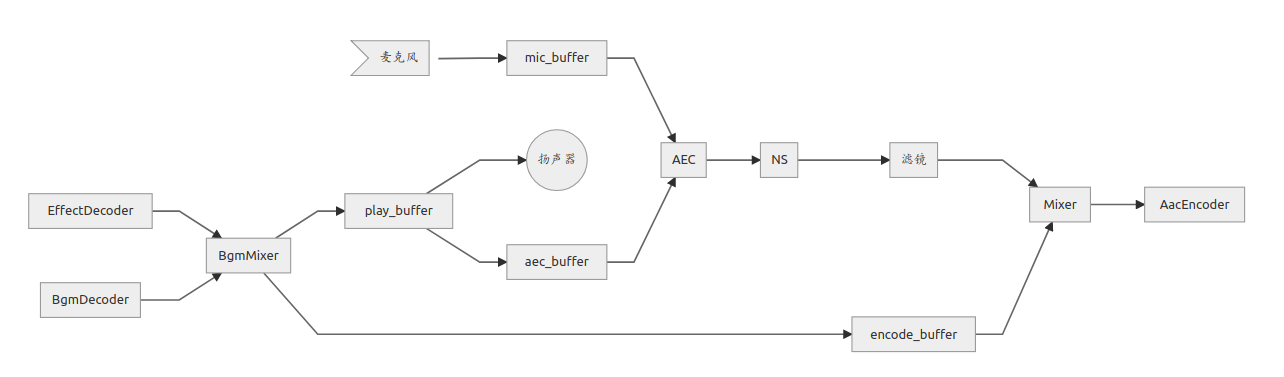 麦克风
mic_buffer
扬声器
AEC
NS
滤镜
EffectDecoder
play_buffer
Mixer
AacEncoder
BgmMixer
aec_buffer
BgmDecoder
encode_buffer